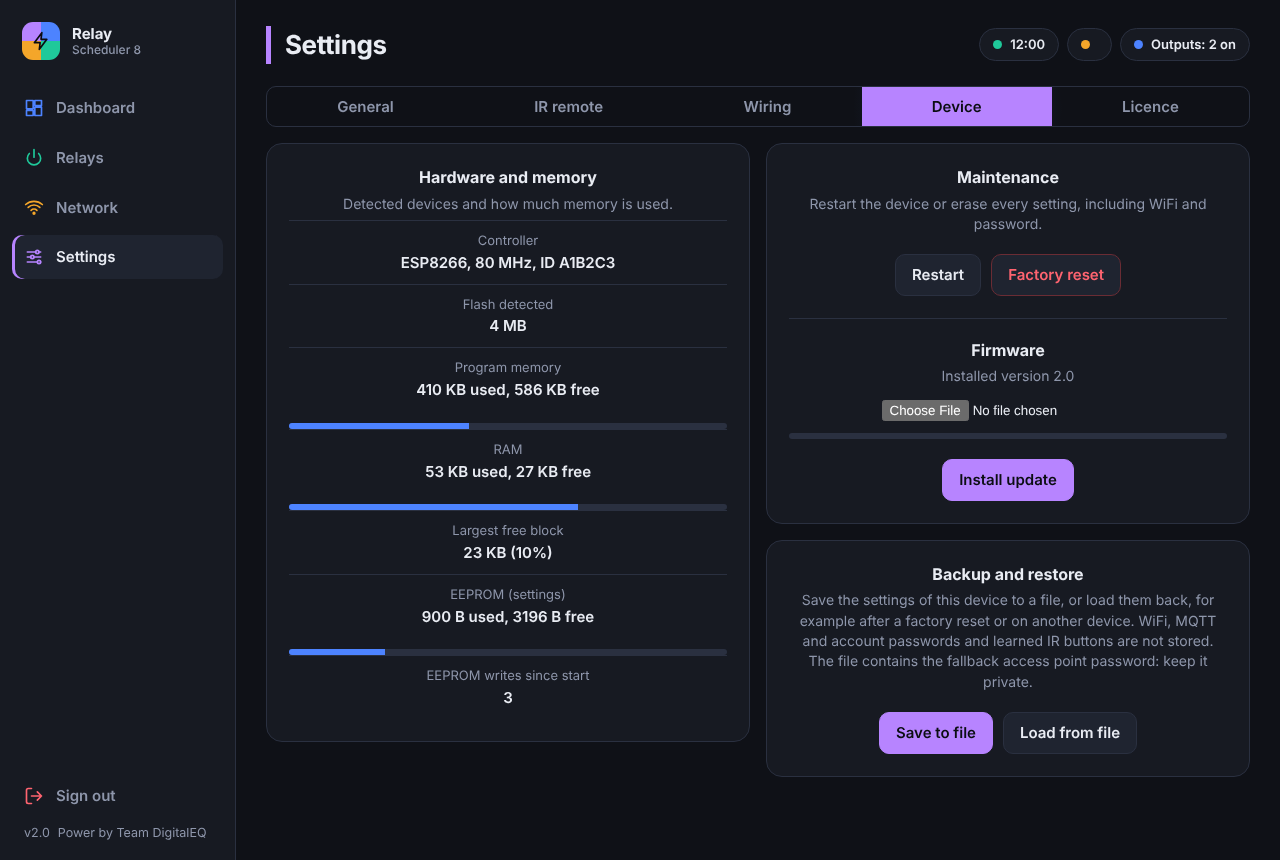 Relay
Scheduler 8
Dashboard
Relays
Network
Settings
Sign out
v2.0 Power by Team DigitalEQ
Settings
12:00
Outputs: 2 on
General
IR remote
Wiring
Device
Licence
Hardware and memory
Detected devices and how much memory is used.
Controller
ESP8266, 80 MHz, ID A1B2C3
Flash detected
4 MB
Program memory
410 KB used, 586 KB free
RAM
53 KB used, 27 KB free
Largest free block
23 KB (10%)
EEPROM (settings)
900 B used, 3196 B free
EEPROM writes since start
3
Maintenance
Restart the device or erase every setting, including WiFi and
password.
Restart
Factory reset
Firmware
Installed version 2.0
Choose File No file chosen
Install update
Backup and restore
Save the settings of this device to a file, or load them back, for
example after a factory reset or on another device. WiFi, MQTT
and account passwords and learned IR buttons are not stored.
The file contains the fallback access point password: keep it
private.
Save to file
Load from file